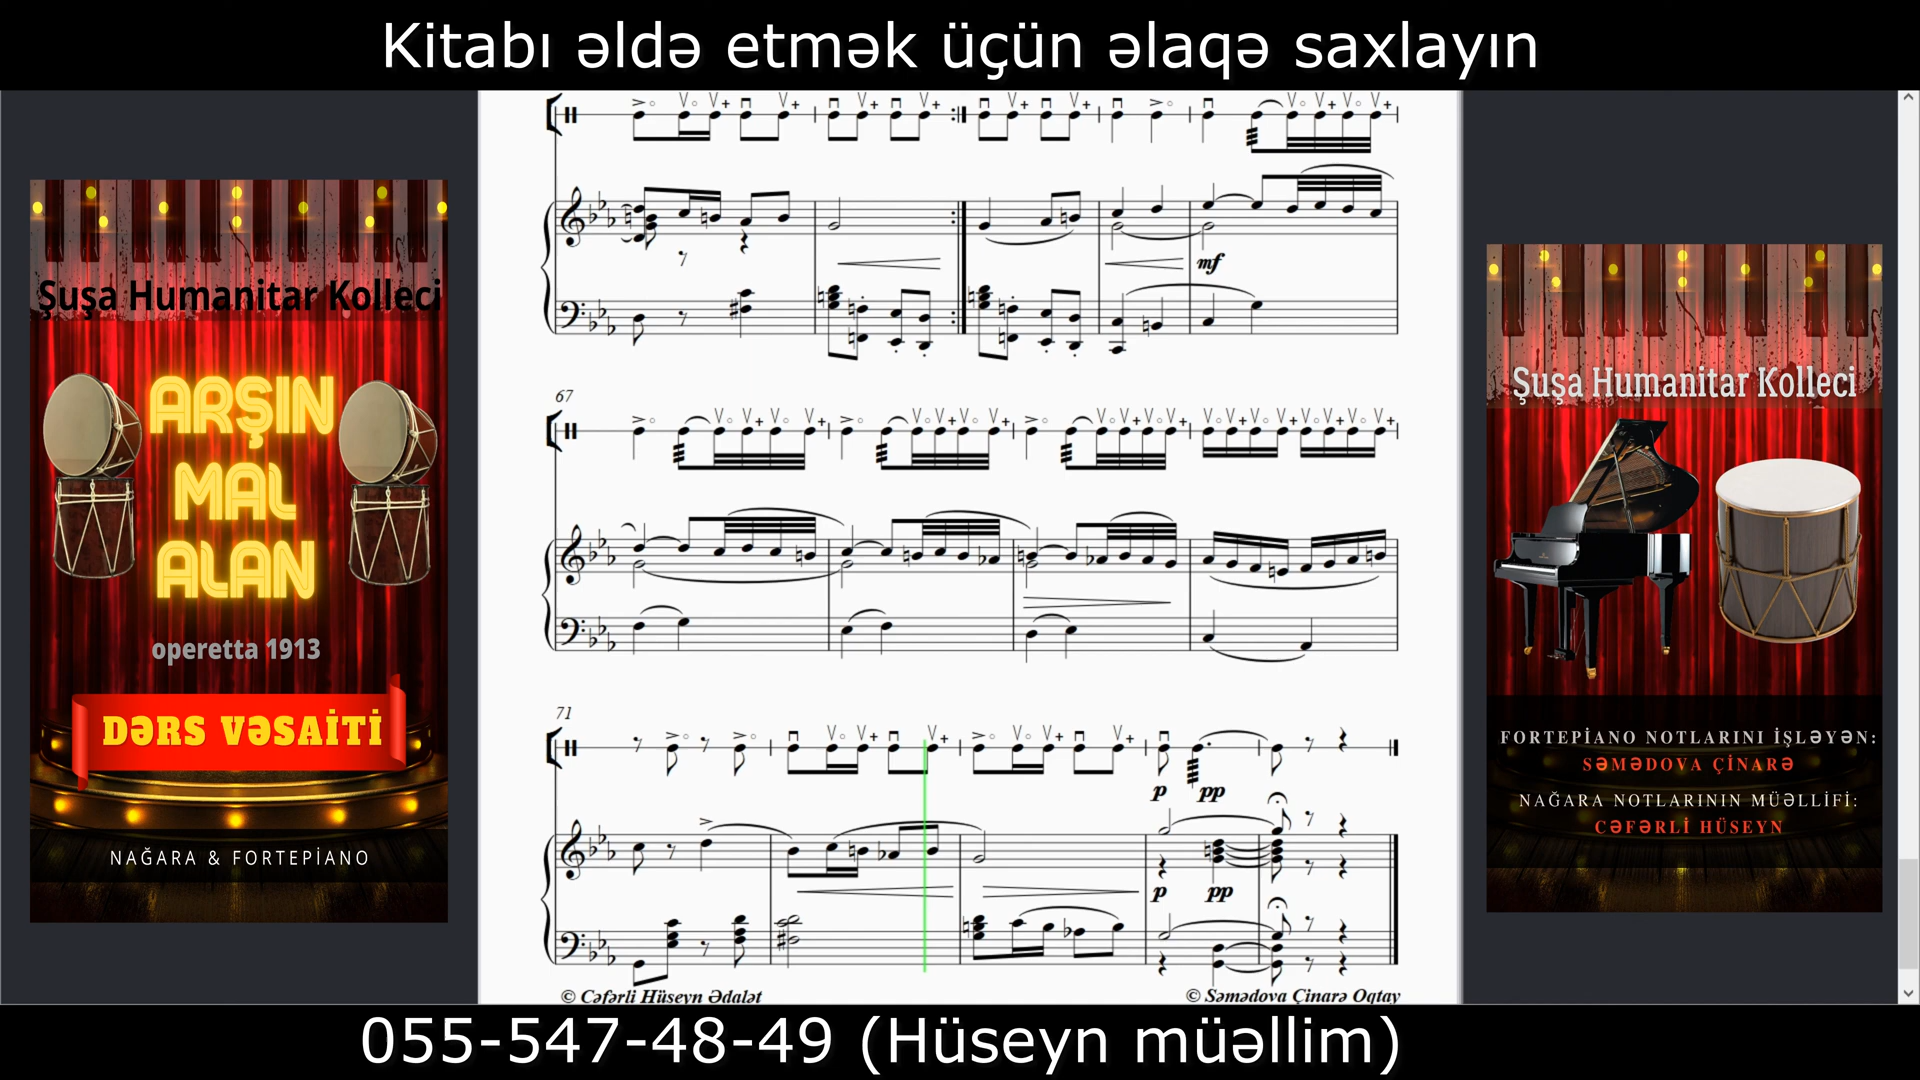 Kitabı əldə etmək üçün əlaqə saxlayın
Şuşa Humanitar Kolleci
ARŞIN
MAL
ALAN
operetta 1913
DƏRS VƏSAİTİ
NAĞARA & FORTEPİANO
mf
67
71
p
pp
p
pp
© Cəfərli Hüseyn Ədalət
© Səmədova Çinarə Oqtay
Şuşa Humanitar Kolleci
FORTEPİANO NOTLARINI İŞLƏYƏN:
SƏMƏDOVA ÇİNARƏ
NAĞARA NOTLARININ MÜƏLLİFİ:
CƏFƏRLİ HÜSEYN
055-547-48-49 (Hüseyn müəllim)